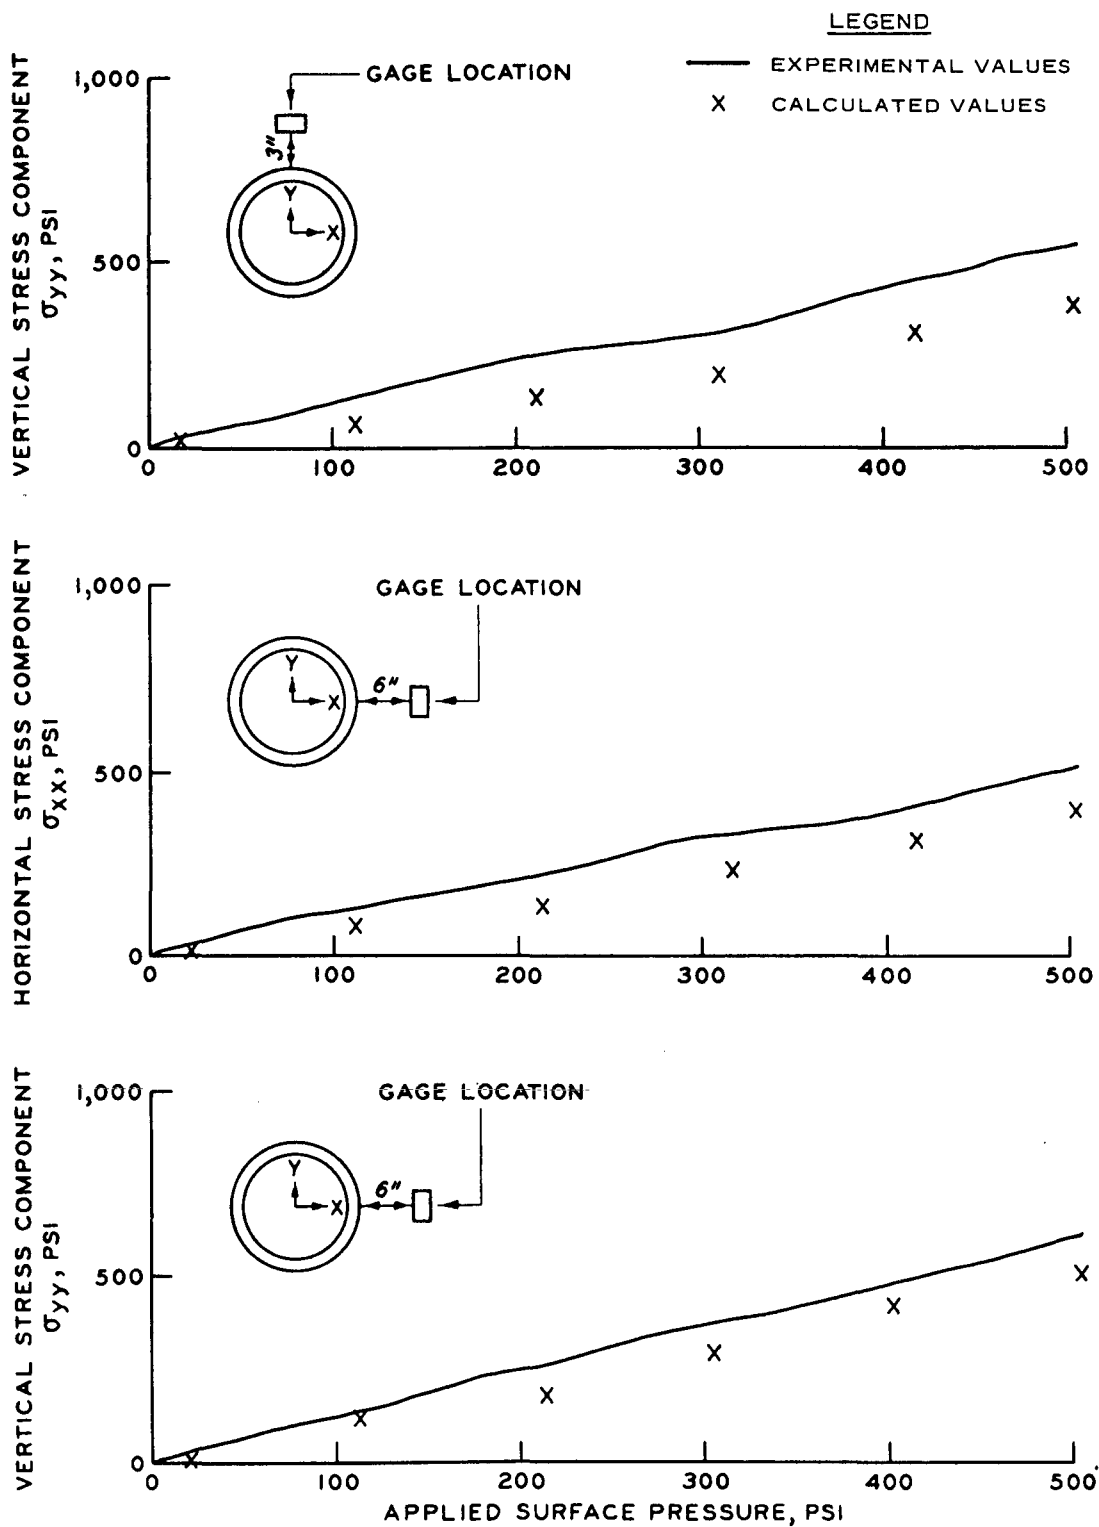 LEGEND
EXPERIMENTAL VALUES
X CALCULATED VALUES
VERTICAL STRESS COMPONENT
σyy, PSI
1,000
500
0
GAGE LOCATION
3"
Y
X
0 100 200 300 400 500
HORIZONTAL STRESS COMPONENT
σxx, PSI
1,000
500
0
GAGE LOCATION
Y
X
6"
0 100 200 300 400 500
VERTICAL STRESS COMPONENT
σyy, PSI
1,000
500
0
GAGE LOCATION
Y
X
6"
0 100 200 300 400 500
APPLIED SURFACE PRESSURE, PSI